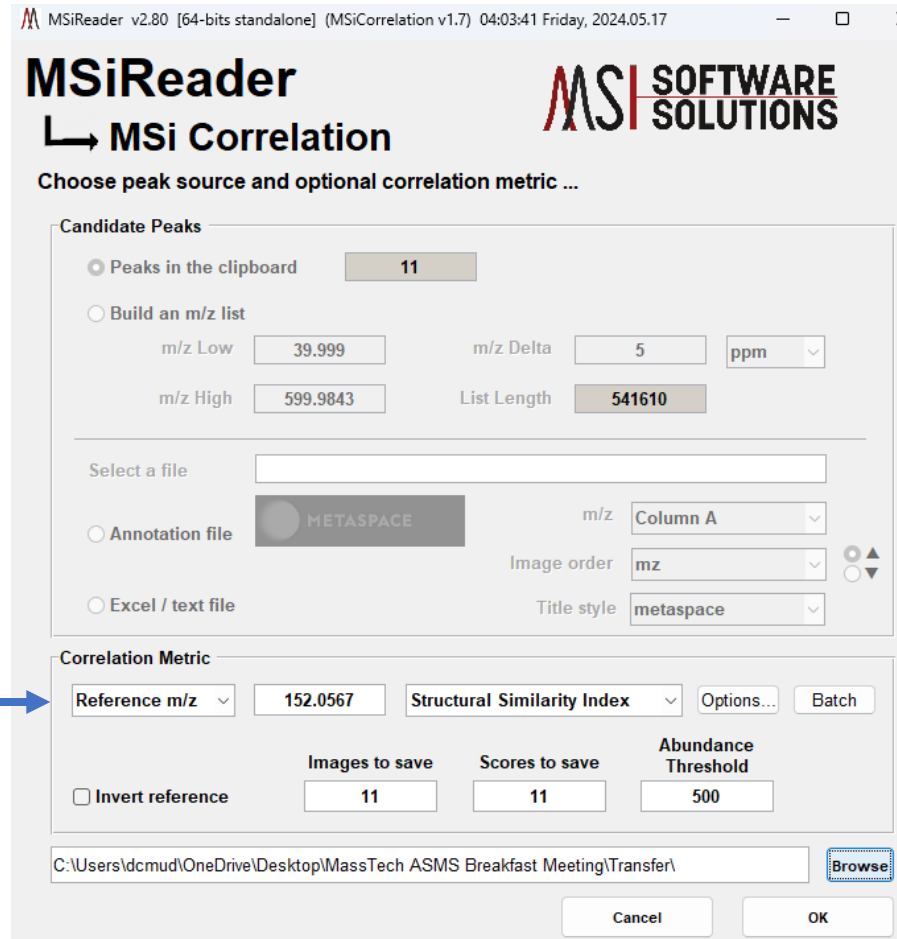 MSiReader v2.80 [64-bits standalone] (MSiCorrelation v1.7) 04:03:41 Friday, 2024.05.17
MSiReader
MSi Correlation
MSI SOFTWARE SOLUTIONS
Choose peak source and optional correlation metric ...
Candidate Peaks
Peaks in the clipboard 11
Build an m/z list
m/z Low 39.999 m/z Delta 5 ppm
m/z High 599.9843 List Length 541610
Select a file
METASPACE
Annotation file m/z Column A
Image order mz
Excel / text file Title style metaspace
Correlation Metric
Reference m/z 152.0567 Structural Similarity Index Options... Batch
Images to save Scores to save Abundance Threshold
Invert reference 11 11 500
C:\Users\dcmud\OneDrive\Desktop\MassTech ASMS Breakfast Meeting\Transfer\ Browse
Cancel OK